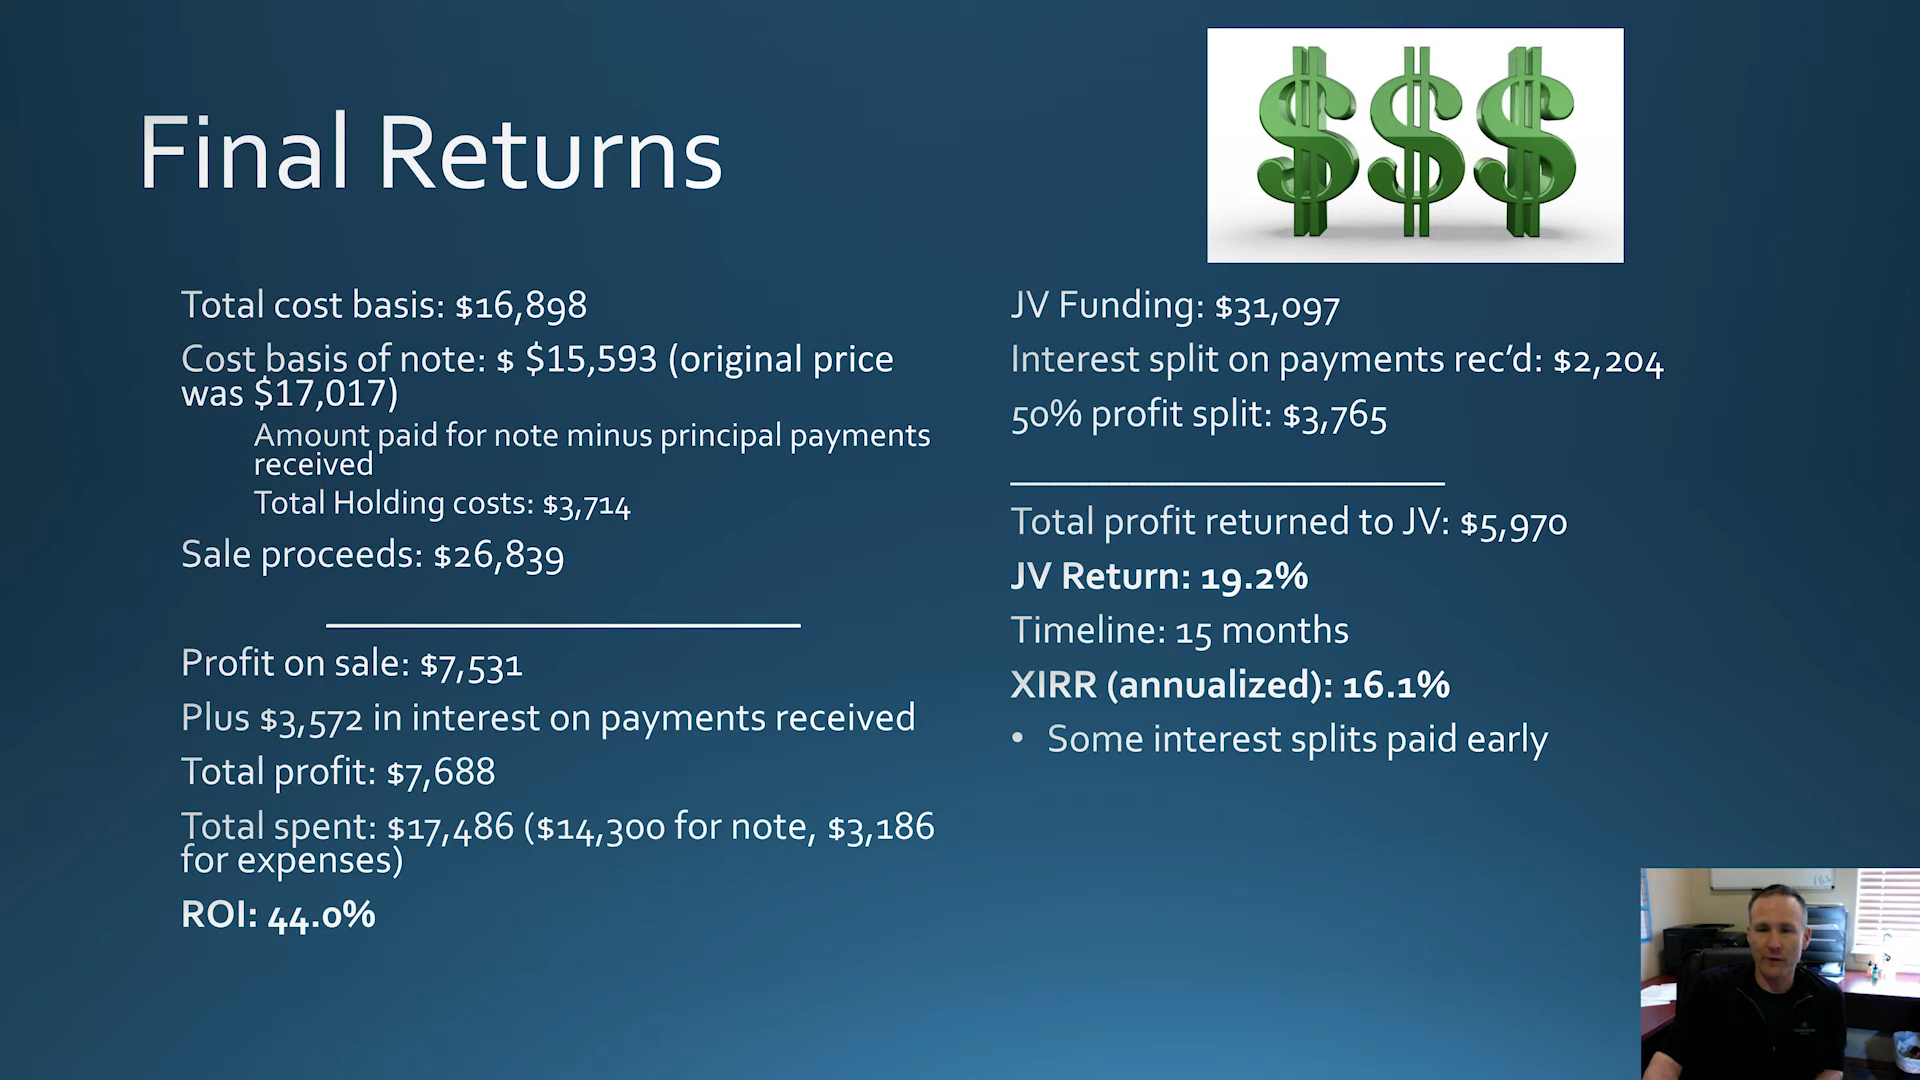 Final Returns
Total cost basis: $16,898
Cost basis of note: $ $15,593 (original price
was $17,017)
Amount paid for note minus principal payments
received
Total Holding costs: $3,714
Sale proceeds: $26,839
Profit on sale: $7,531
Plus $3,572 in interest on payments received
Total profit: $7,688
Total spent: $17,486 ($14,300 for note, $3,186
for expenses)
ROI: 44.0%
JV Funding: $31,097
Interest split on payments rec’d: $2,204
50% profit split: $3,765
Total profit returned to JV: $5,970
JV Return: 19.2%
Timeline: 15 months
XIRR (annualized): 16.1%
• Some interest splits paid early